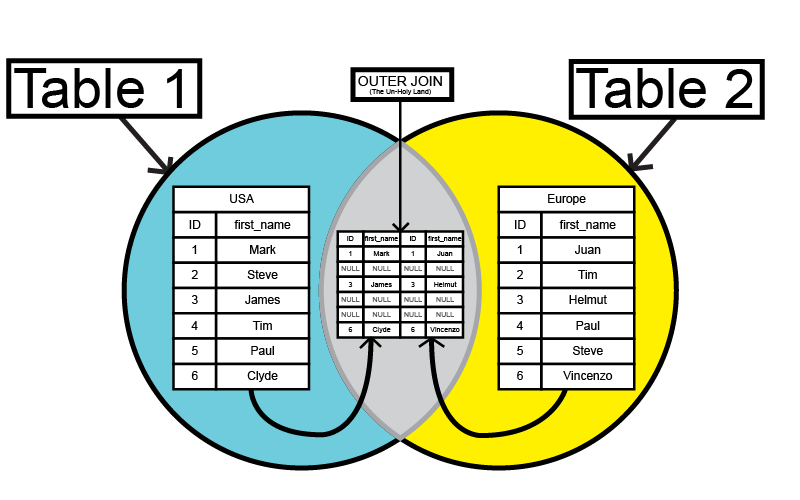 Table 1
OUTER JOIN
(The Un-Holy Land)
Table 2
USA
ID first_name
1 Mark
2 Steve
3 James
4 Tim
5 Paul
6 Clyde
ID first_name ID first_name
1 Mark 1 Juan
NULL NULL NULL NULL
3 James 3 Helmut
NULL NULL NULL NULL
NULL NULL NULL NULL
6 Clyde 6 Vincenzo
Europe
ID first_name
1 Juan
2 Tim
3 Helmut
4 Paul
5 Steve
6 Vincenzo